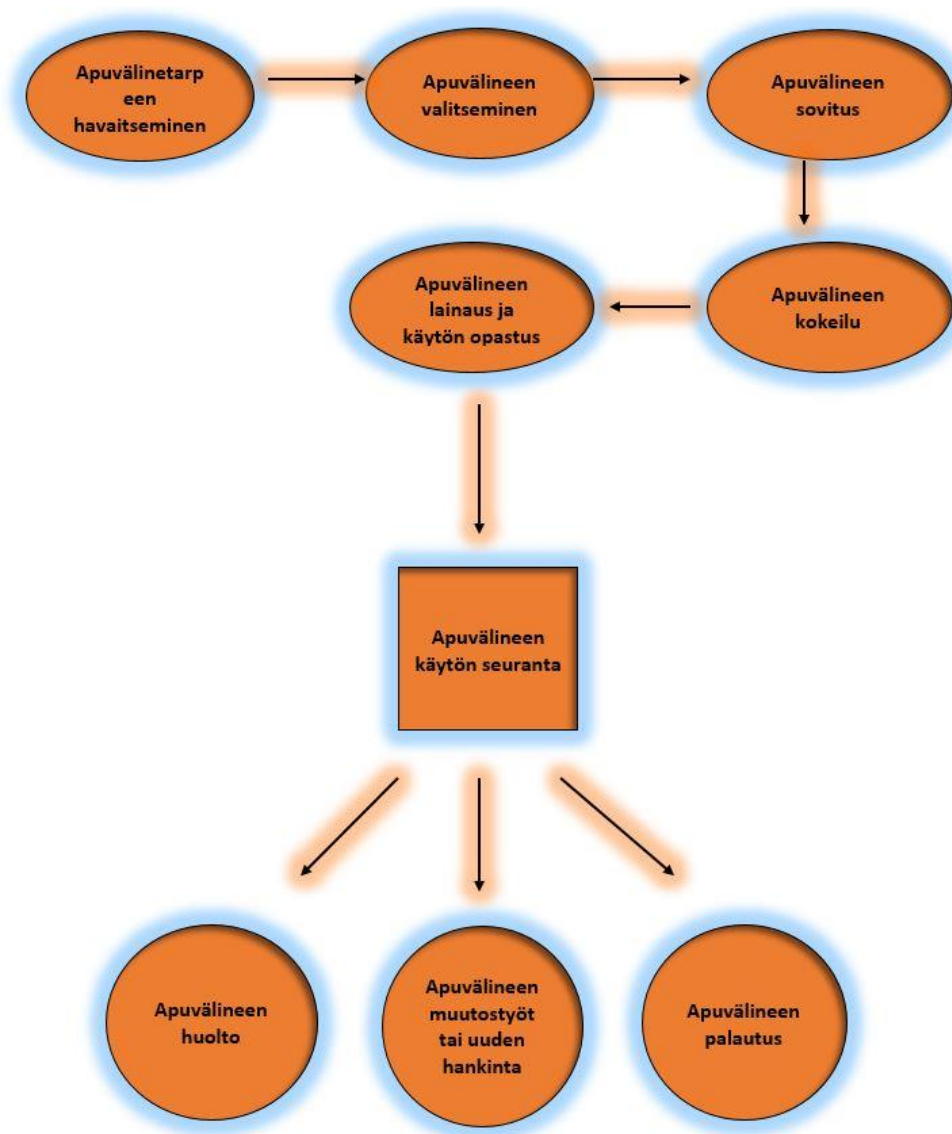 Apuvälinetarp
een
havaitseminen
Apuvälineen
valitseminen
Apuvälineen
sovitus
Apuvälineen
lainaus ja
käytön opastus
Apuvälineen
kokeilu
Apuvälineen
käytön seuranta
Apuvälineen
huolto
Apuvälineen
muutostyöt
tai uuden
hankinta
Apuvälineen
palautus